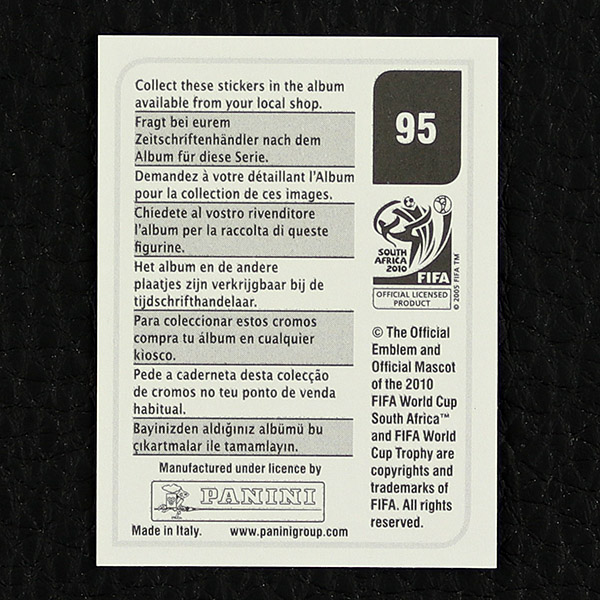 Collect these stickers in the album
available from your local shop.
Fragt bei eurem
Zeitschriftenhändler nach dem
Album für diese Serie.
Demandez à votre détaillant l'Album
pour la collection de ces images.
Chiedete al vostro rivenditore
l'album per la raccolta di queste
figurine.
Het album en de andere
plaatjes zijn verkrijgbaar bij de
tijdschrifthandelaar.
Para coleccionar estos cromos
compra tu álbum en cualquier
kiosco.
Pede a caderneta desta colecção
de cromos no teu ponto de venda
habitual.
Bayinizden aldığınız albümü bu
çıkartmalar ile tamamlayın.
Manufactured under licence by
PANINI
Made in Italy. www.paninigroup.com
95
SOUTH
AFRICA
2010
FIFA
OFFICIAL LICENSED
PRODUCT
© 2005 FIFA TM
© The Official
Emblem and
Official Mascot
of the 2010
FIFA World Cup
South Africa™
and FIFA World
Cup Trophy are
copyrights and
trademarks of
FIFA. All rights
reserved.